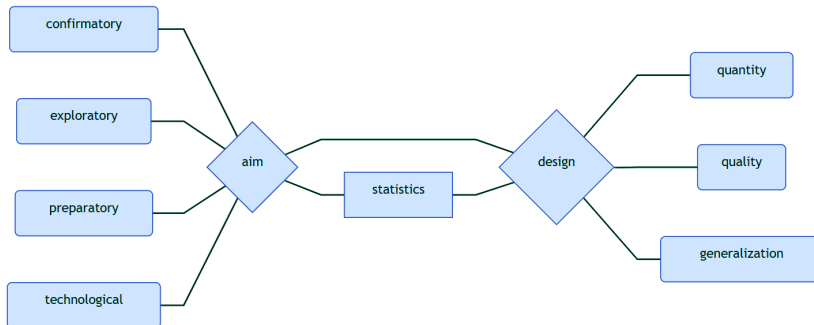 confirmatory
exploratory
preparatory
technological
aim
statistics
design
quantity
quality
generalization